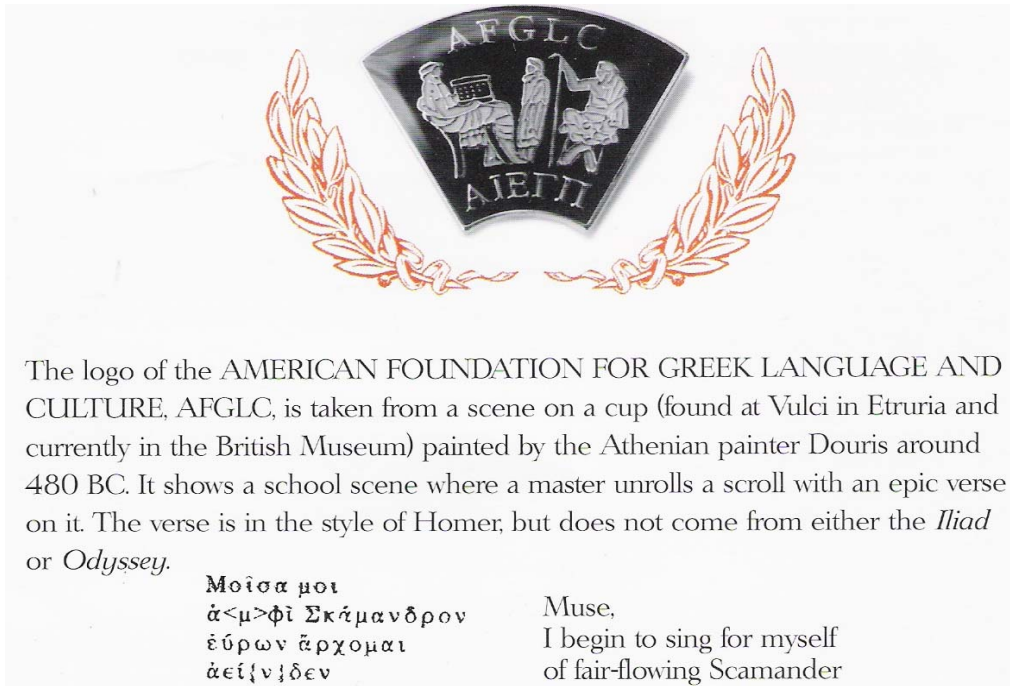 AFGLC
ΑΙΕΓΠ
The logo of the AMERICAN FOUNDATION FOR GREEK LANGUAGE AND
CULTURE, AFGLC, is taken from a scene on a cup (found at Vulci in Etruria and
currently in the British Museum) painted by the Athenian painter Douris around
480 BC. It shows a school scene where a master unrolls a scroll with an epic verse
on it. The verse is in the style of Homer, but does not come from either the Iliad
or Odyssey.
Μοῖσα μοι
ἀ<μ>φὶ Σκάμανδρον
ἐύρων ἄρχομαι
ἀεί{ν}δεν
Muse,
I begin to sing for myself
of fair-flowing Scamander